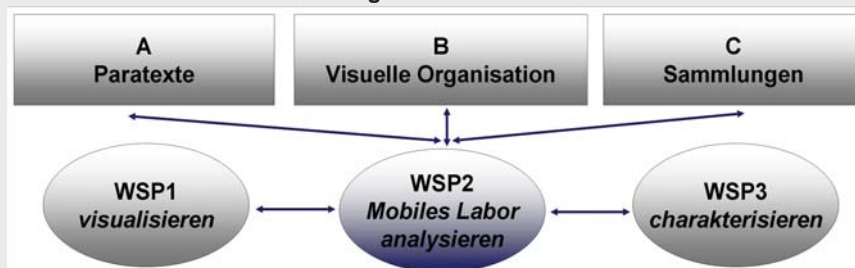 A
Paratexte
B
Visuelle Organisation
C
Sammlungen
WSP1
visualisieren
WSP2
Mobiles Labor
analysieren
WSP3
charakterisieren